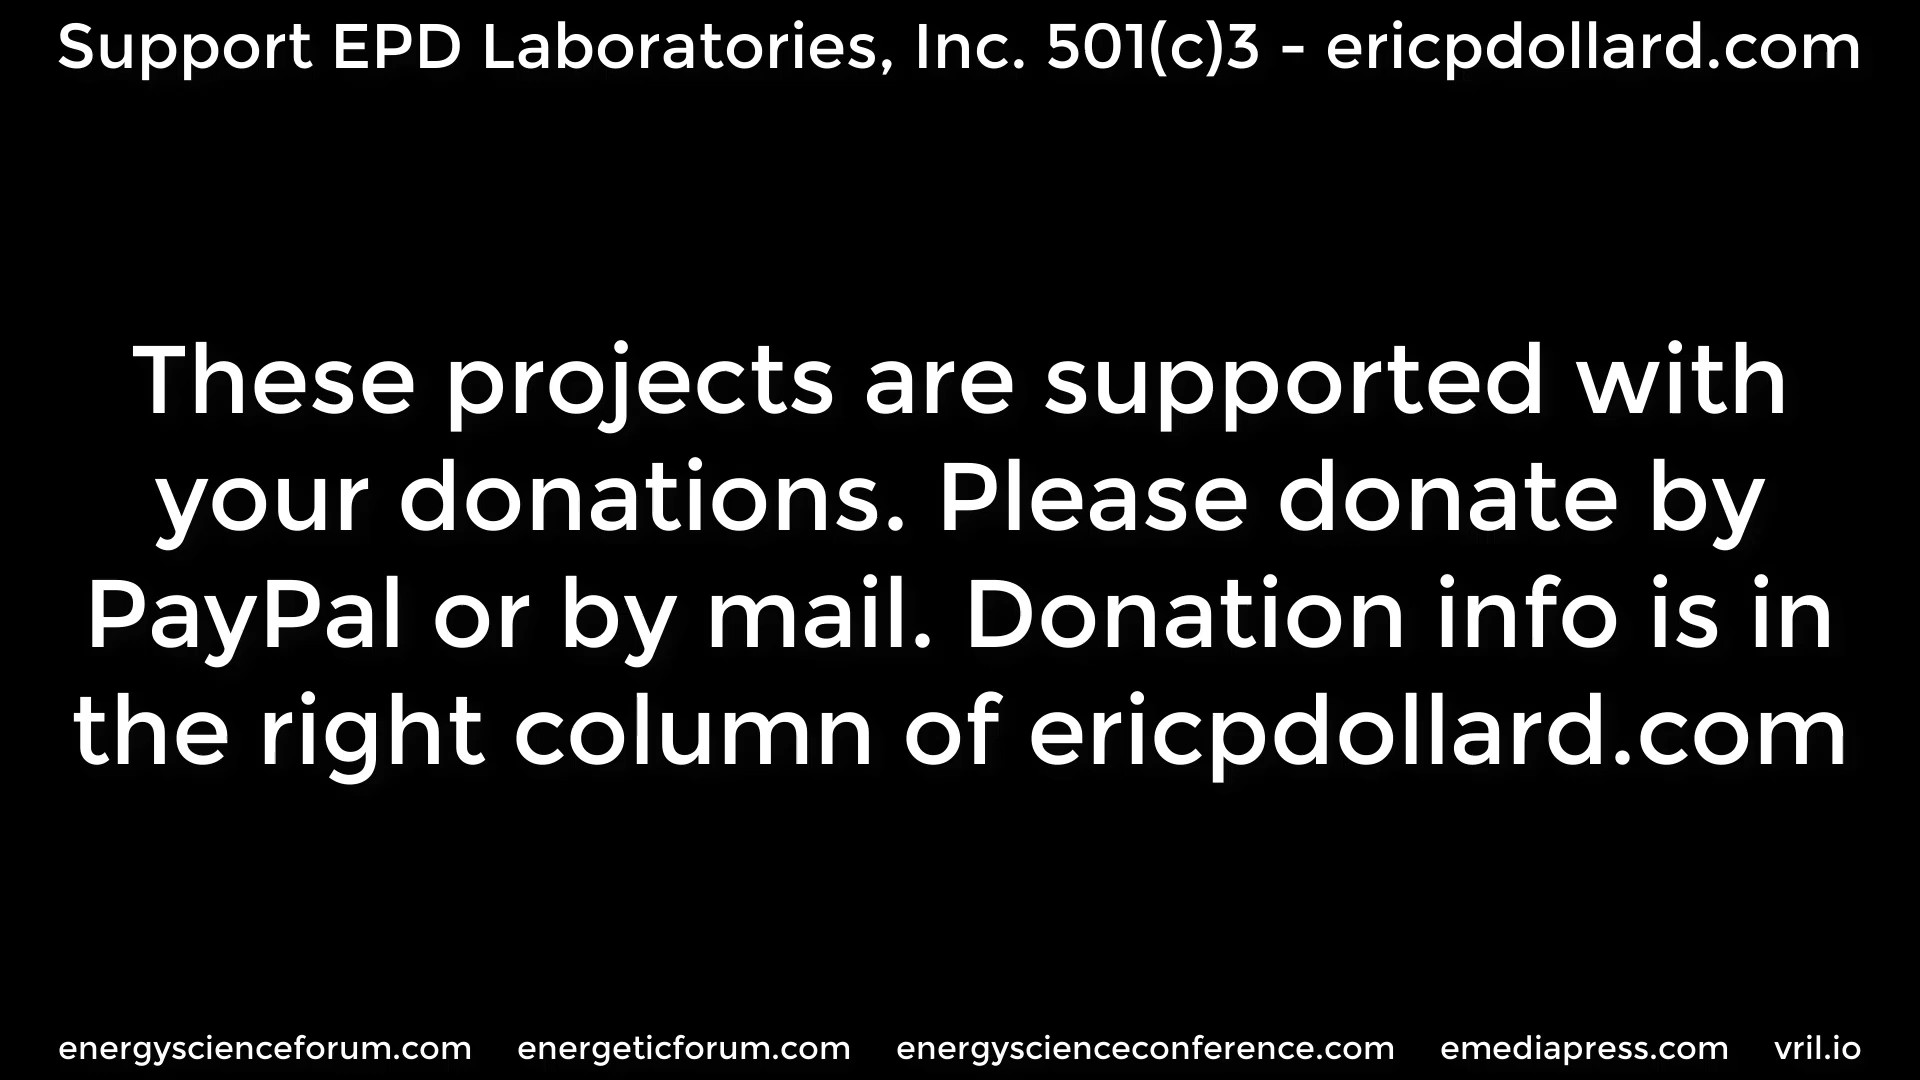 Support EPD Laboratories, Inc. 501(c)3 - ericpdollard.com
These projects are supported with
your donations. Please donate by
PayPal or by mail. Donation info is in
the right column of ericpdollard.com
energyscienceforum.com energeticforum.com energyscienceconference.com emediapress.com vril.io